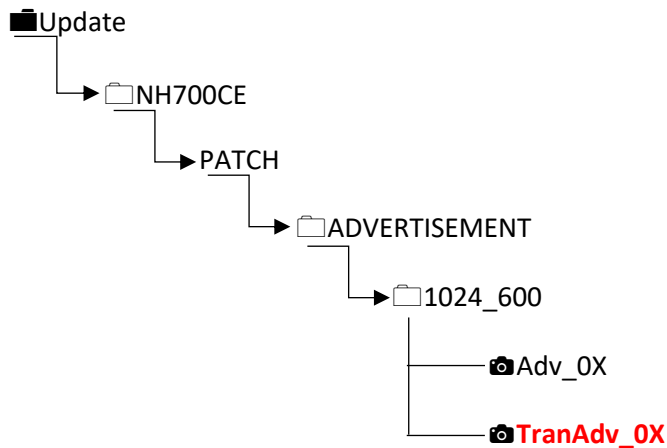 Update
NH700CE
PATCH
ADVERTISEMENT
1024_600
Adv_0X
TranAdv_0X